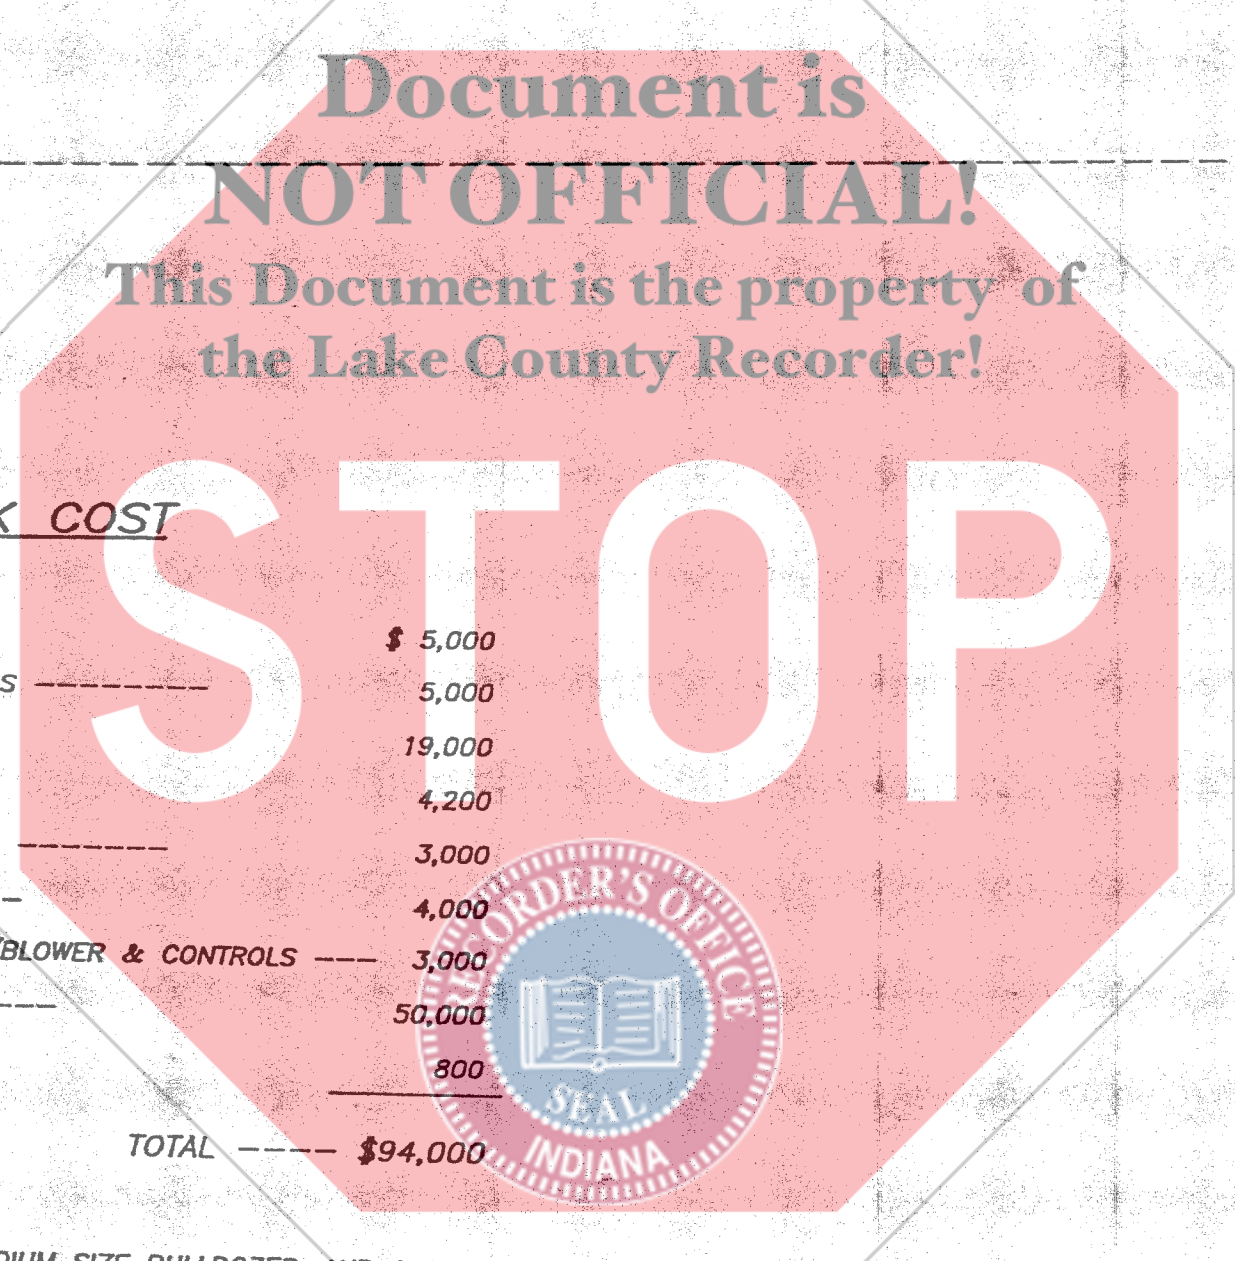 Document is
NOT OFFICIAL!
This Document is the property of
the Lake County Recorder!
STOP
K COST
$ 5,000
S --------- 5,000
19,000
4,200
3,000
4,000
BLOWER & CONTROLS --- 3,000
50,000
800
TOTAL ----- $94,000
RECORDER'S OFFICE
SEAL
INDIANA
SIZE BULLDOZER